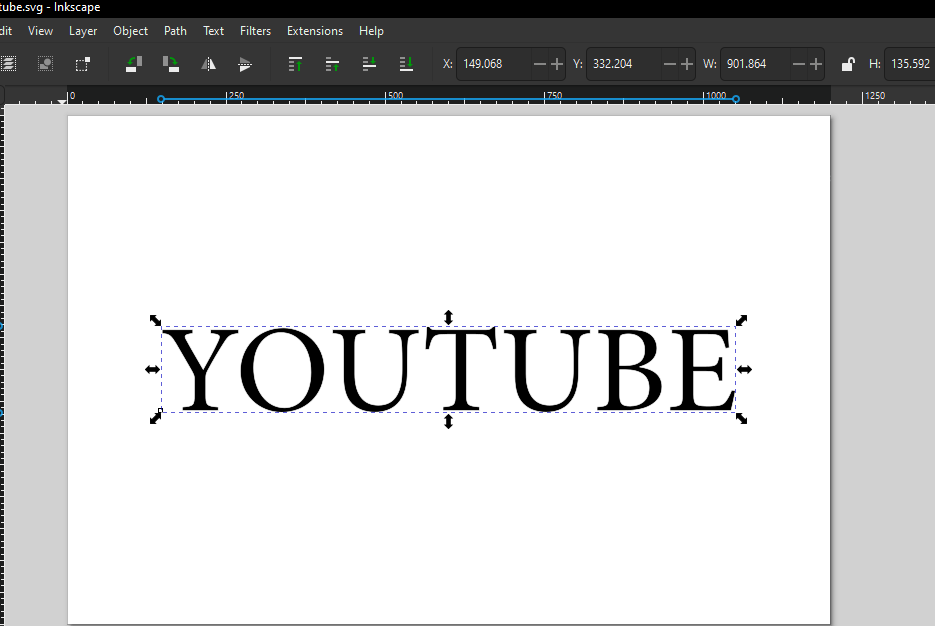 tube.svg - Inkscape
dit View Layer Object Path Text Filters Extensions Help
X: 149.068 Y: 332.204 W: 901.864 H: 135.592
0 250 500 750 1000 1250
YOUTUBE